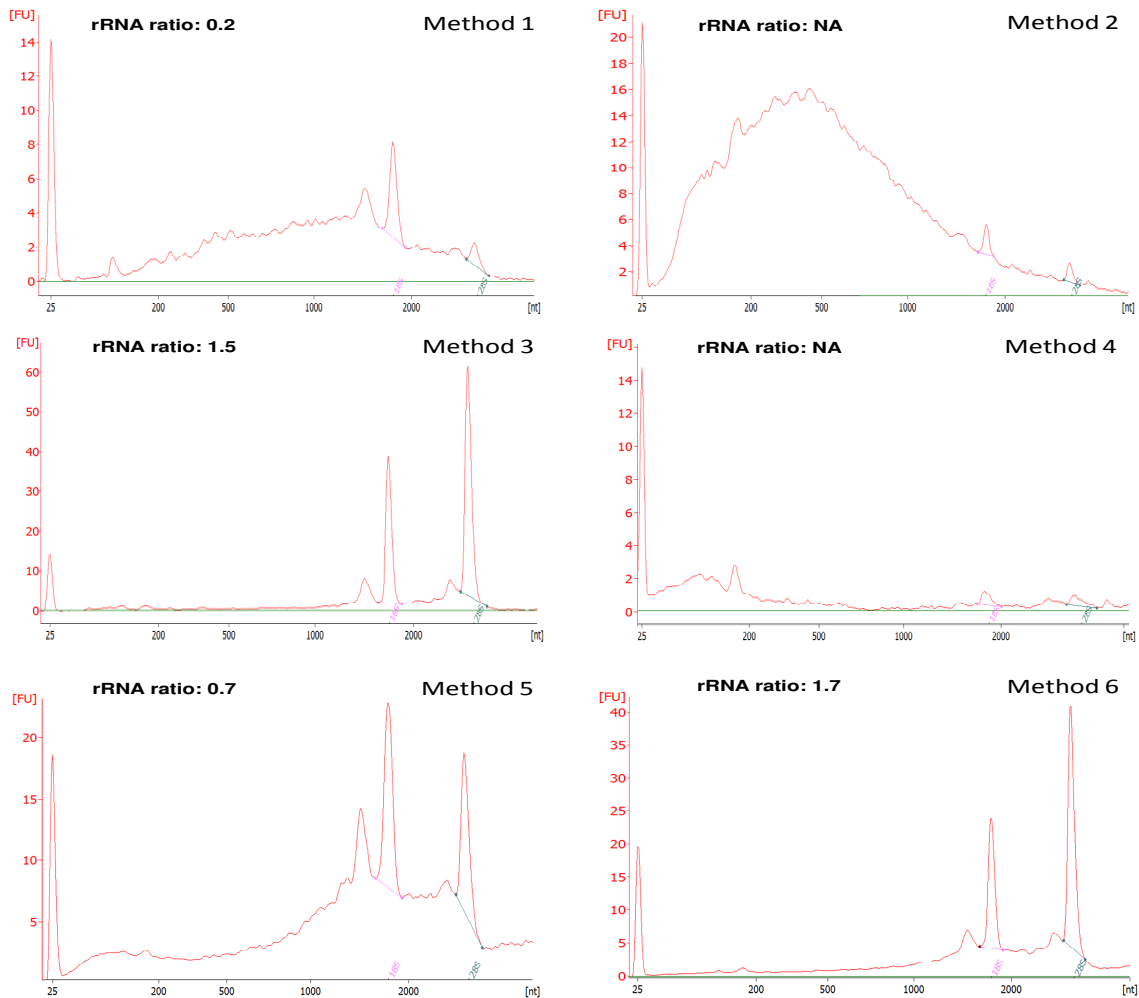 [FU] rRNA ratio: 0.2 Method 1
14
12
10
8
6
4
2
0
18S 28S
25 200 500 1000 2000 [nt]
[FU] rRNA ratio: NA Method 2
20
18
16
14
12
10
8
6
4
2
18S 28S
25 200 500 1000 2000 [nt]
[FU] rRNA ratio: 1.5 Method 3
60
50
40
30
20
10
0
18S 28S
25 200 500 1000 2000 [nt]
[FU] rRNA ratio: NA Method 4
14
12
10
8
6
4
2
0
18S 28S
25 200 500 1000 2000 [nt]
[FU] rRNA ratio: 0.7 Method 5
20
15
10
5
18S 28S
25 200 500 1000 2000 [nt]
[FU] rRNA ratio: 1.7 Method 6
40
35
30
25
20
15
10
5
0
18S 28S
25 200 500 1000 2000 [nt]